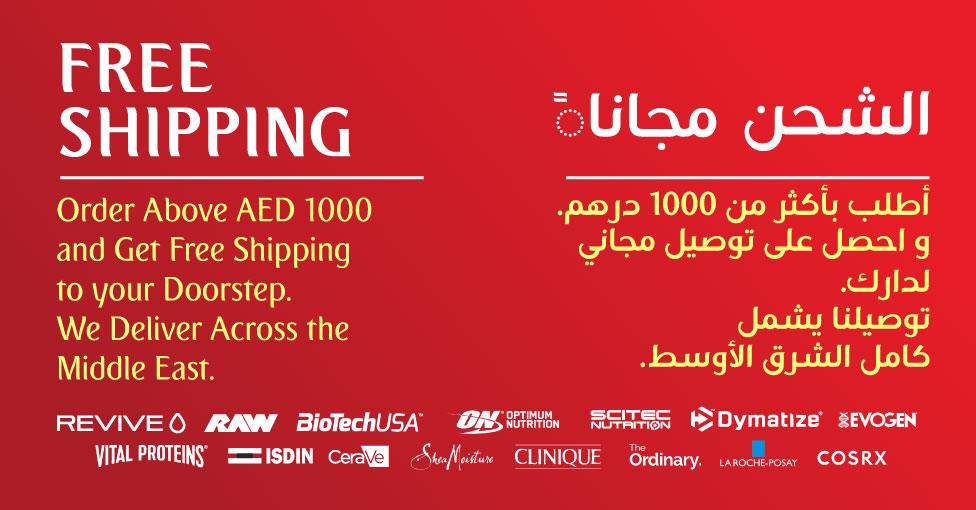 FREE
SHIPPING
Order Above AED 1000
and Get Free Shipping
to your Doorstep.
We Deliver Across the
Middle East.
الشحن مجاناً
أطلب بأكثر من 1000 درهم.
و احصل على توصيل مجاني
لدارك.
توصيلنا يشمل
كامل الشرق الأوسط.
REVIVE RAW BioTechUSA™ ON® OPTIMUM NUTRITION SCITEC NUTRITION® Dymatize® EVOGEN
VITAL PROTEINS® ISDIN CeraVe SheaMoisture CLINIQUE The Ordinary. LA ROCHE-POSAY COSRX